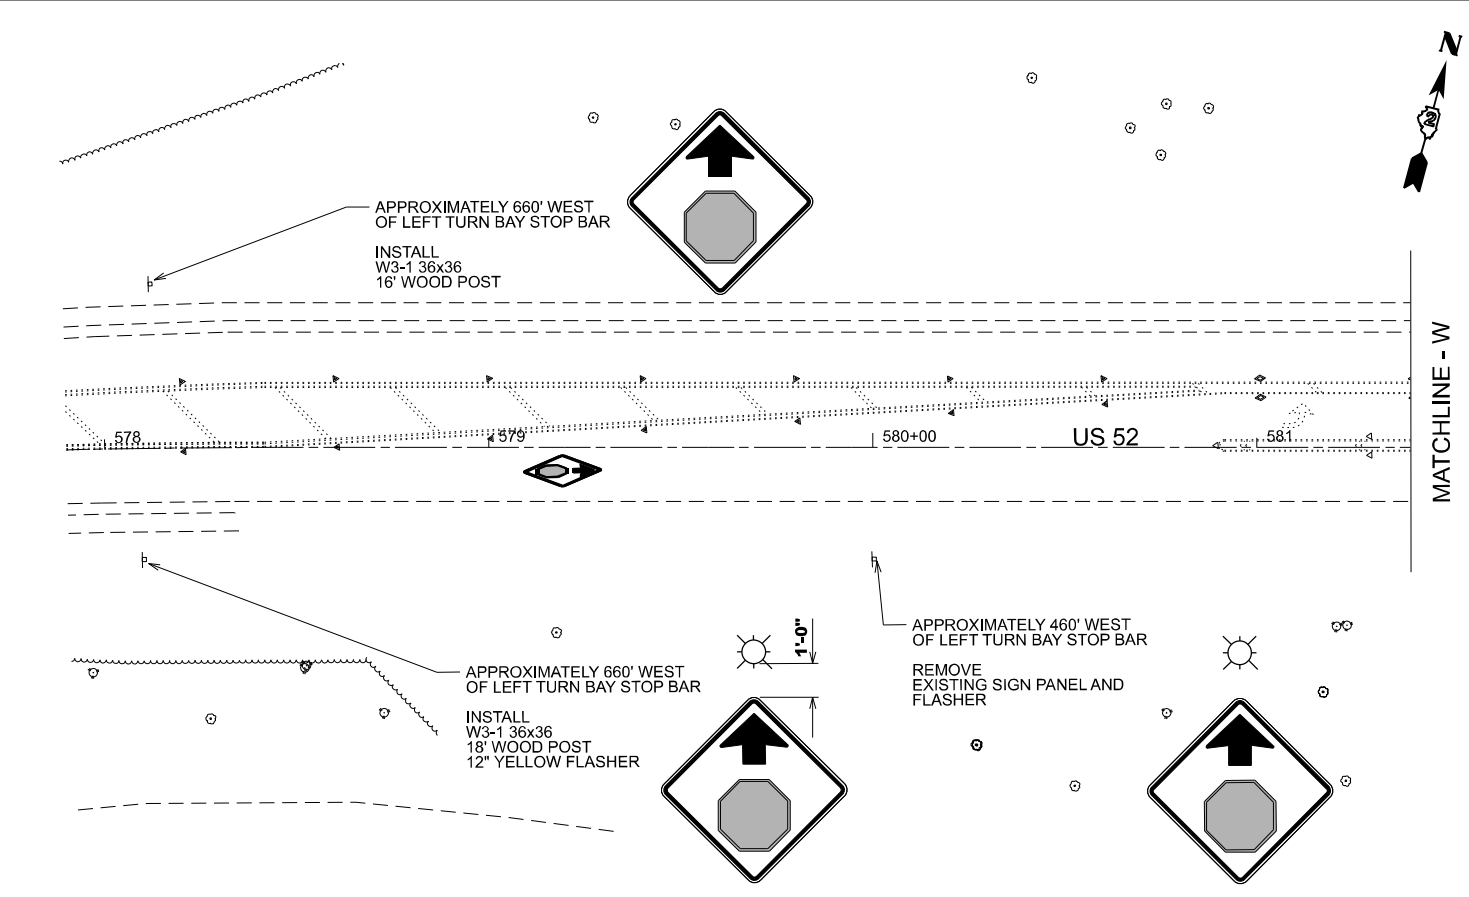 N
APPROXIMATELY 660' WEST
OF LEFT TURN BAY STOP BAR
INSTALL
W3-1 36x36
16' WOOD POST
MATCHLINE - W
578
579
580+00
US 52
581
APPROXIMATELY 660' WEST
OF LEFT TURN BAY STOP BAR
INSTALL
W3-1 36x36
18' WOOD POST
12" YELLOW FLASHER
1'-0"
APPROXIMATELY 460' WEST
OF LEFT TURN BAY STOP BAR
REMOVE
EXISTING SIGN PANEL AND
FLASHER